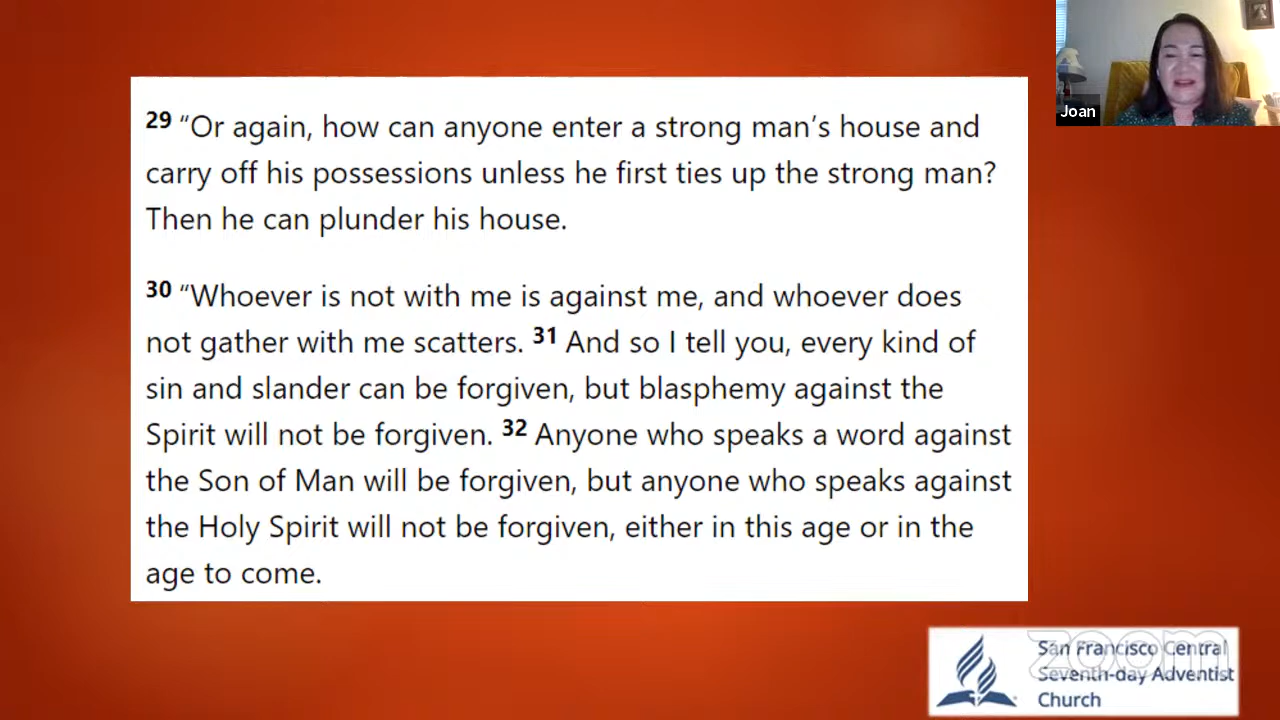 29 “Or again, how can anyone enter a strong man’s house and
carry off his possessions unless he first ties up the strong man?
Then he can plunder his house.
30 “Whoever is not with me is against me, and whoever does
not gather with me scatters. 31 And so I tell you, every kind of
sin and slander can be forgiven, but blasphemy against the
Spirit will not be forgiven. 32 Anyone who speaks a word against
the Son of Man will be forgiven, but anyone who speaks against
the Holy Spirit will not be forgiven, either in this age or in the
age to come.
Joan
zoom
San Francisco Central
Seventh-day Adventist
Church